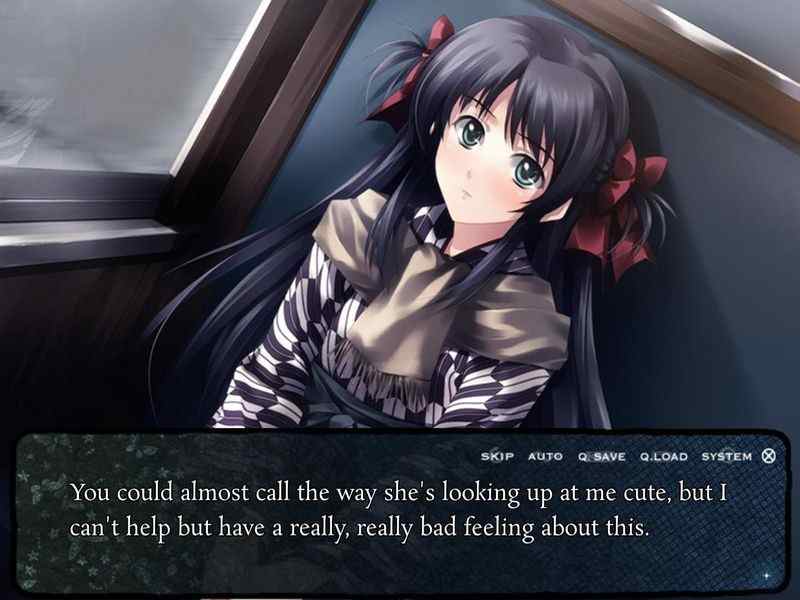 SKIP AUTO Q.SAVE Q.LOAD SYSTEM
You could almost call the way she's looking up at me cute, but I
can't help but have a really, really bad feeling about this.